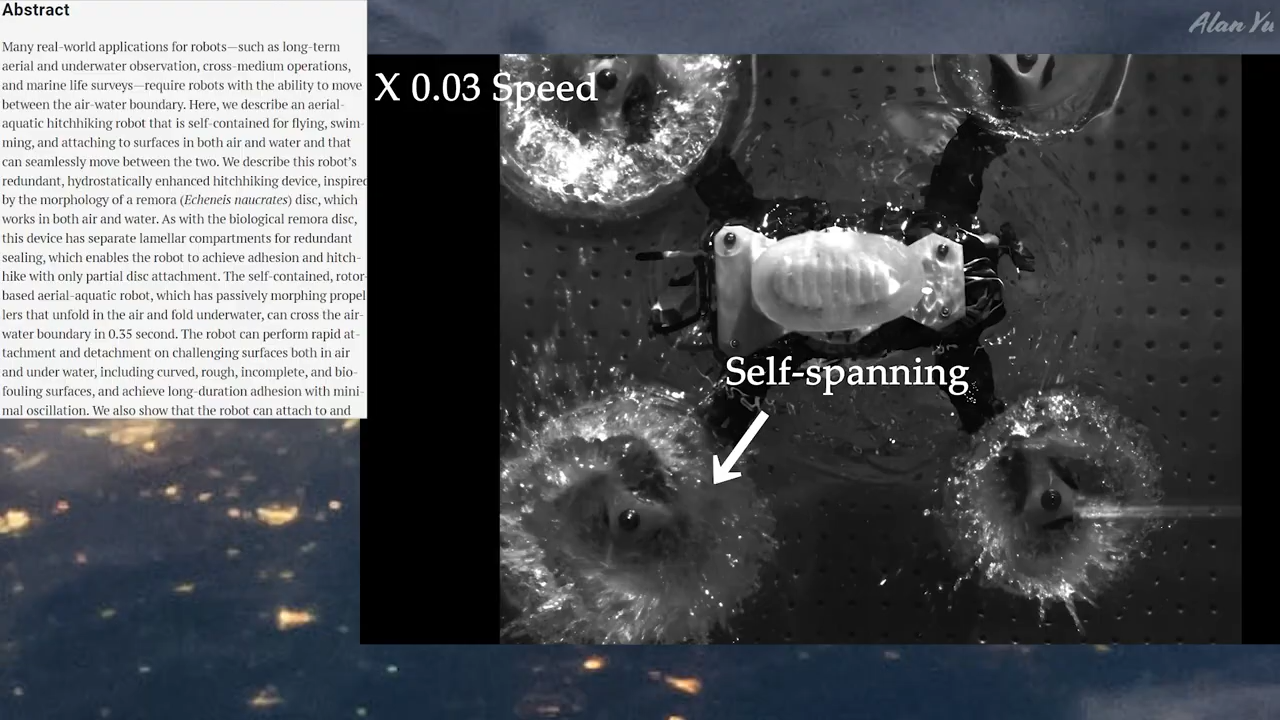 Abstract
Many real-world applications for robots—such as long-term
aerial and underwater observation, cross-medium operations,
and marine life surveys—require robots with the ability to move
between the air-water boundary. Here, we describe an aerial-
aquatic hitchhiking robot that is self-contained for flying, swim-
ming, and attaching to surfaces in both air and water and that
can seamlessly move between the two. We describe this robot's
redundant, hydrostatically enhanced hitchhiking device, inspired
by the morphology of a remora (Echeneis naucrates) disc, which
works in both air and water. As with the biological remora disc,
this device has separate lamellar compartments for redundant
sealing, which enables the robot to achieve adhesion and hitch-
hike with only partial disc attachment. The self-contained, rotor-
based aerial-aquatic robot, which has passively morphing propel
lers that unfold in the air and fold underwater, can cross the air-
water boundary in 0.35 second. The robot can perform rapid at-
tachment and detachment on challenging surfaces both in air
and under water, including curved, rough, incomplete, and bio-
fouling surfaces, and achieve long-duration adhesion with mini-
mal oscillation. We also show that the robot can attach to and
X 0.03 Speed
Self-spanning
Alan Yu